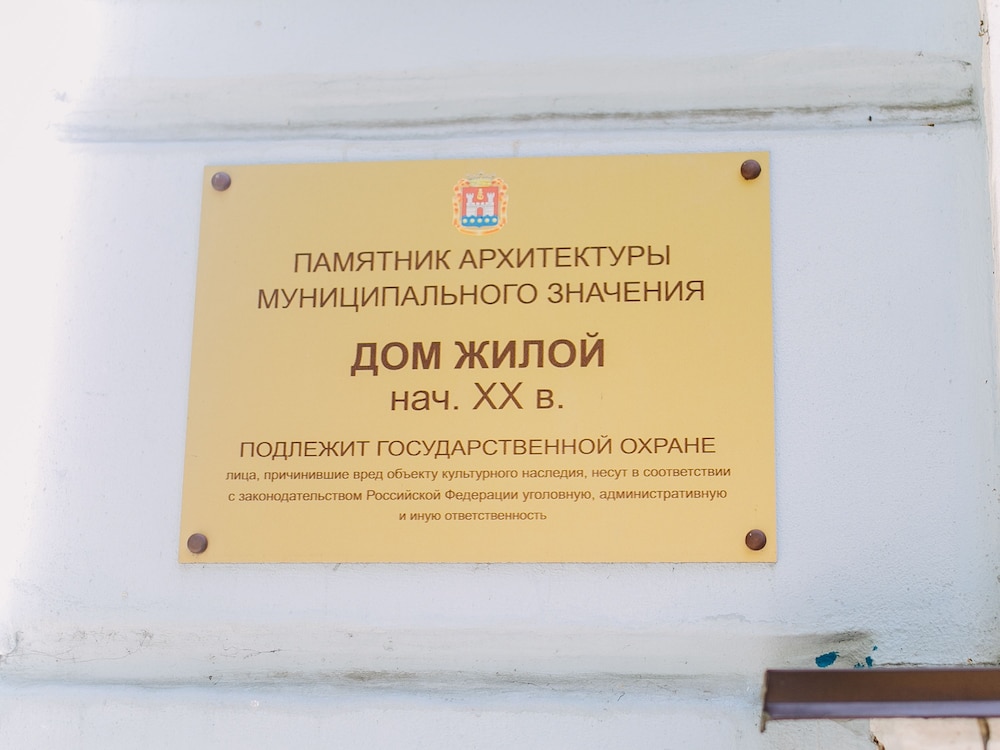 ПАМЯТНИК АРХИТЕКТУРЫ
МУНИЦИПАЛЬНОГО ЗНАЧЕНИЯ
ДОМ ЖИЛОЙ
нач. XX в.
ПОДЛЕЖИТ ГОСУДАРСТВЕННОЙ ОХРАНЕ
лица, причинившие вред объекту культурного наследия, несут в соответствии
с законодательством Российской Федерации уголовную, административную
и иную ответственность